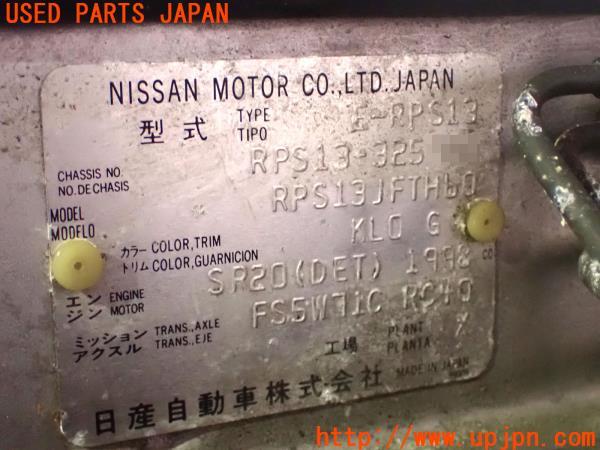 USED PARTS JAPAN
NISSAN MOTOR CO.,LTD. JAPAN
型式 TYPE TIPO E-RPS13
CHASSIS NO. NO. DE CHASIS RPS13-325
MODEL MODELO RPS13JFTH60
カラー トリム COLOR,TRIM COLOR,GUARNICION KL0 G
エンジン ENGINE MOTOR SR20(DET) 1998 CC
ミッション アクスル TRANS.,AXLE TRANS.,EJE FS5W71C RC40
工場 PLANT PLANTA X
日産自動車株式会社 MADE IN JAPAN
http://www.upjpn.com